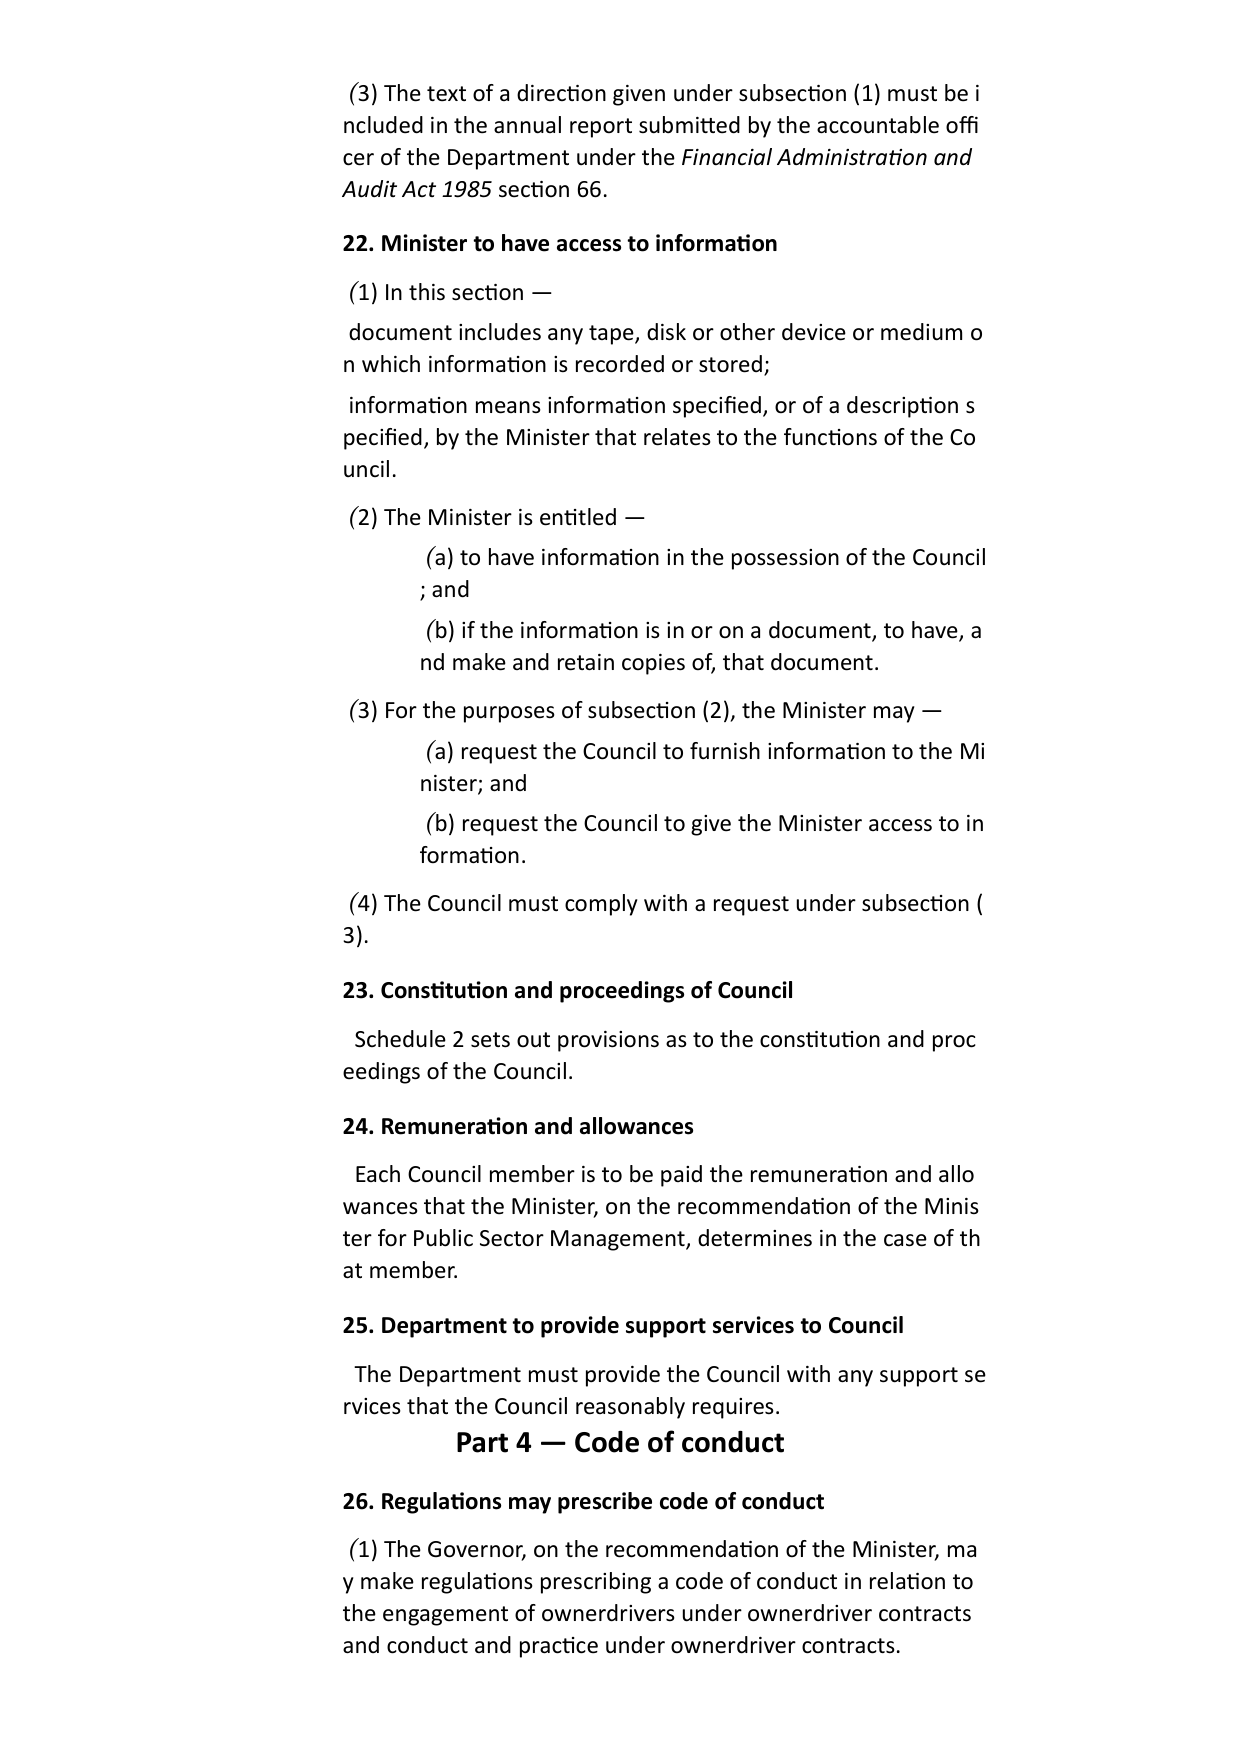 (3) The text of a direction given under subsection (1) must be i
ncluded in the annual report submitted by the accountable offi
cer of the Department under the Financial Administration and
Audit Act 1985 section 66.
22. Minister to have access to information
(1) In this section —
document includes any tape, disk or other device or medium o
n which information is recorded or stored;
information means information specified, or of a description s
pecified, by the Minister that relates to the functions of the Co
uncil.
(2) The Minister is entitled —
(a) to have information in the possession of the Council
; and
(b) if the information is in or on a document, to have, a
nd make and retain copies of, that document.
(3) For the purposes of subsection (2), the Minister may —
(a) request the Council to furnish information to the Mi
nister; and
(b) request the Council to give the Minister access to in
formation.
(4) The Council must comply with a request under subsection (
3).
23. Constitution and proceedings of Council
Schedule 2 sets out provisions as to the constitution and proc
eedings of the Council.
24. Remuneration and allowances
Each Council member is to be paid the remuneration and allo
wances that the Minister, on the recommendation of the Minis
ter for Public Sector Management, determines in the case of th
at member.
25. Department to provide support services to Council
The Department must provide the Council with any support se
rvices that the Council reasonably requires.
Part 4 — Code of conduct
26. Regulations may prescribe code of conduct
(1) The Governor, on the recommendation of the Minister, ma
y make regulations prescribing a code of conduct in relation to
the engagement of ownerdrivers under ownerdriver contracts
and conduct and practice under ownerdriver contracts.